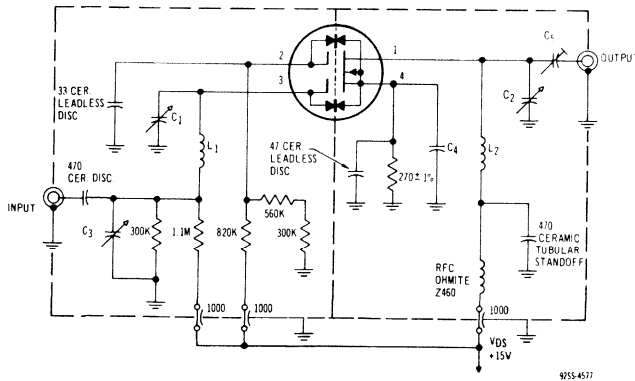 2
1
3
4
C5
OUTPUT
33 CER.
LEADLESS
DISC
C1
C2
L1
47 CER
LEADLESS
DISC
C4
L2
470
CER. DISC
270 ± 1%
INPUT
C3
300K
1.1M
820K
560K
300K
470
CERAMIC
TUBULAR
STANDOFF
RFC
OHMITE
Z460
1000
1000
1000
VDS
+15V
92SS-4577